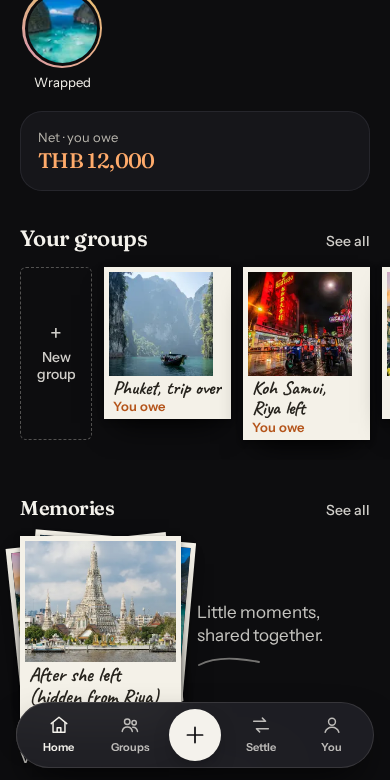 Wrapped
Net · you owe
THB 12,000
Your groups
See all
+
New
group
Phuket, trip over
You owe
Koh Samui,
Riya left
You owe
Memories
See all
Little moments,
shared together.
After she left
(hidden from Riya)
Home
Groups
+
Settle
You